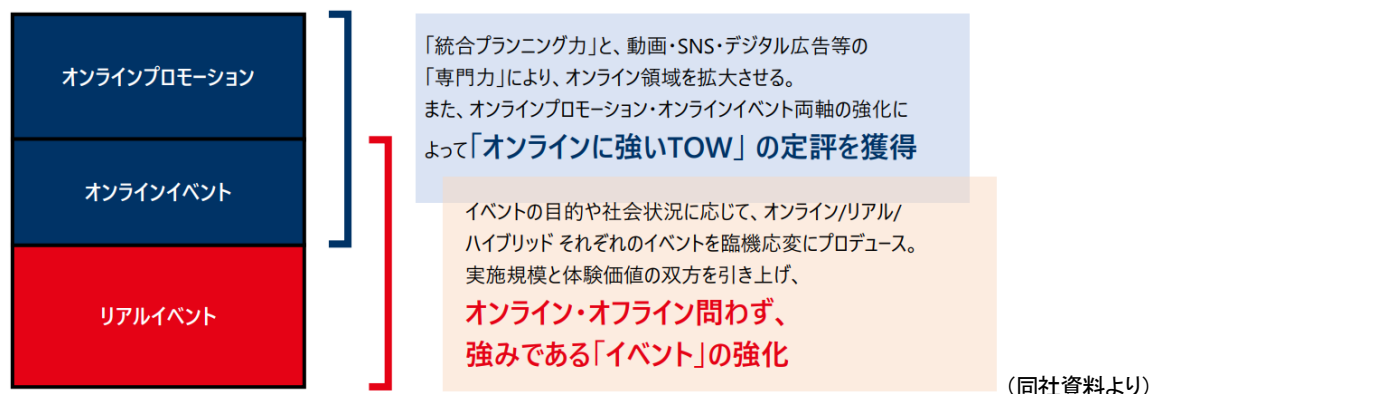 オンラインプロモーション
オンラインイベント
リアルイベント
「統合プランニング力」と、動画・SNS・デジタル広告等の
「専門力」により、オンライン領域を拡大させる。
また、オンラインプロモーション・オンラインイベント両軸の強化に
よって「オンラインに強いTOW」の定評を獲得
イベントの目的や社会状況に応じて、オンライン/リアル/
ハイブリッド それぞれのイベントを臨機応変にプロデュース。
実施規模と体験価値の双方を引き上げ、
オンライン・オフライン問わず、
強みである「イベント」の強化
（同社資料より）